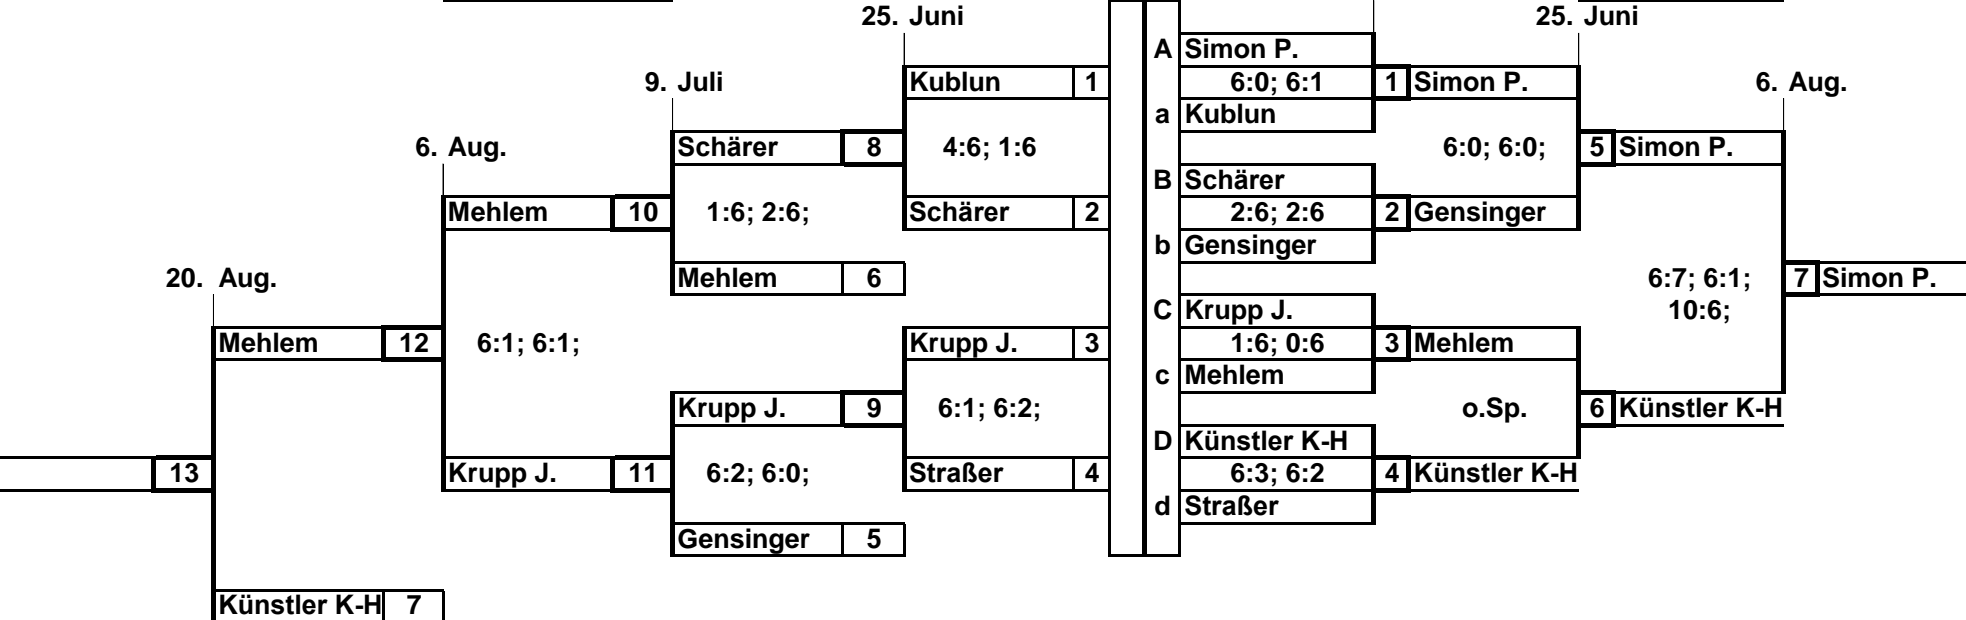 25. Juni 25. Juni
A Simon P.
9. Juli Kublun 1 6:0; 6:1 1 Simon P. 6. Aug.
a Kublun
6. Aug. Schärer 8 4:6; 1:6 6:0; 6:0; 5 Simon P.
B Schärer
Mehlem 10 1:6; 2:6; Schärer 2 2:6; 2:6 2 Gensinger
b Gensinger
20. Aug. Mehlem 6 6:7; 6:1; 7 Simon P.
C Krupp J. 10:6;
Mehlem 12 6:1; 6:1; Krupp J. 3 1:6; 0:6 3 Mehlem
c Mehlem
Krupp J. 9 6:1; 6:2; o.Sp. 6 Künstler K-H
D Künstler K-H
13 Krupp J. 11 6:2; 6:0; Straßer 4 6:3; 6:2 4 Künstler K-H
d Straßer
Gensinger 5
Künstler K-H 7